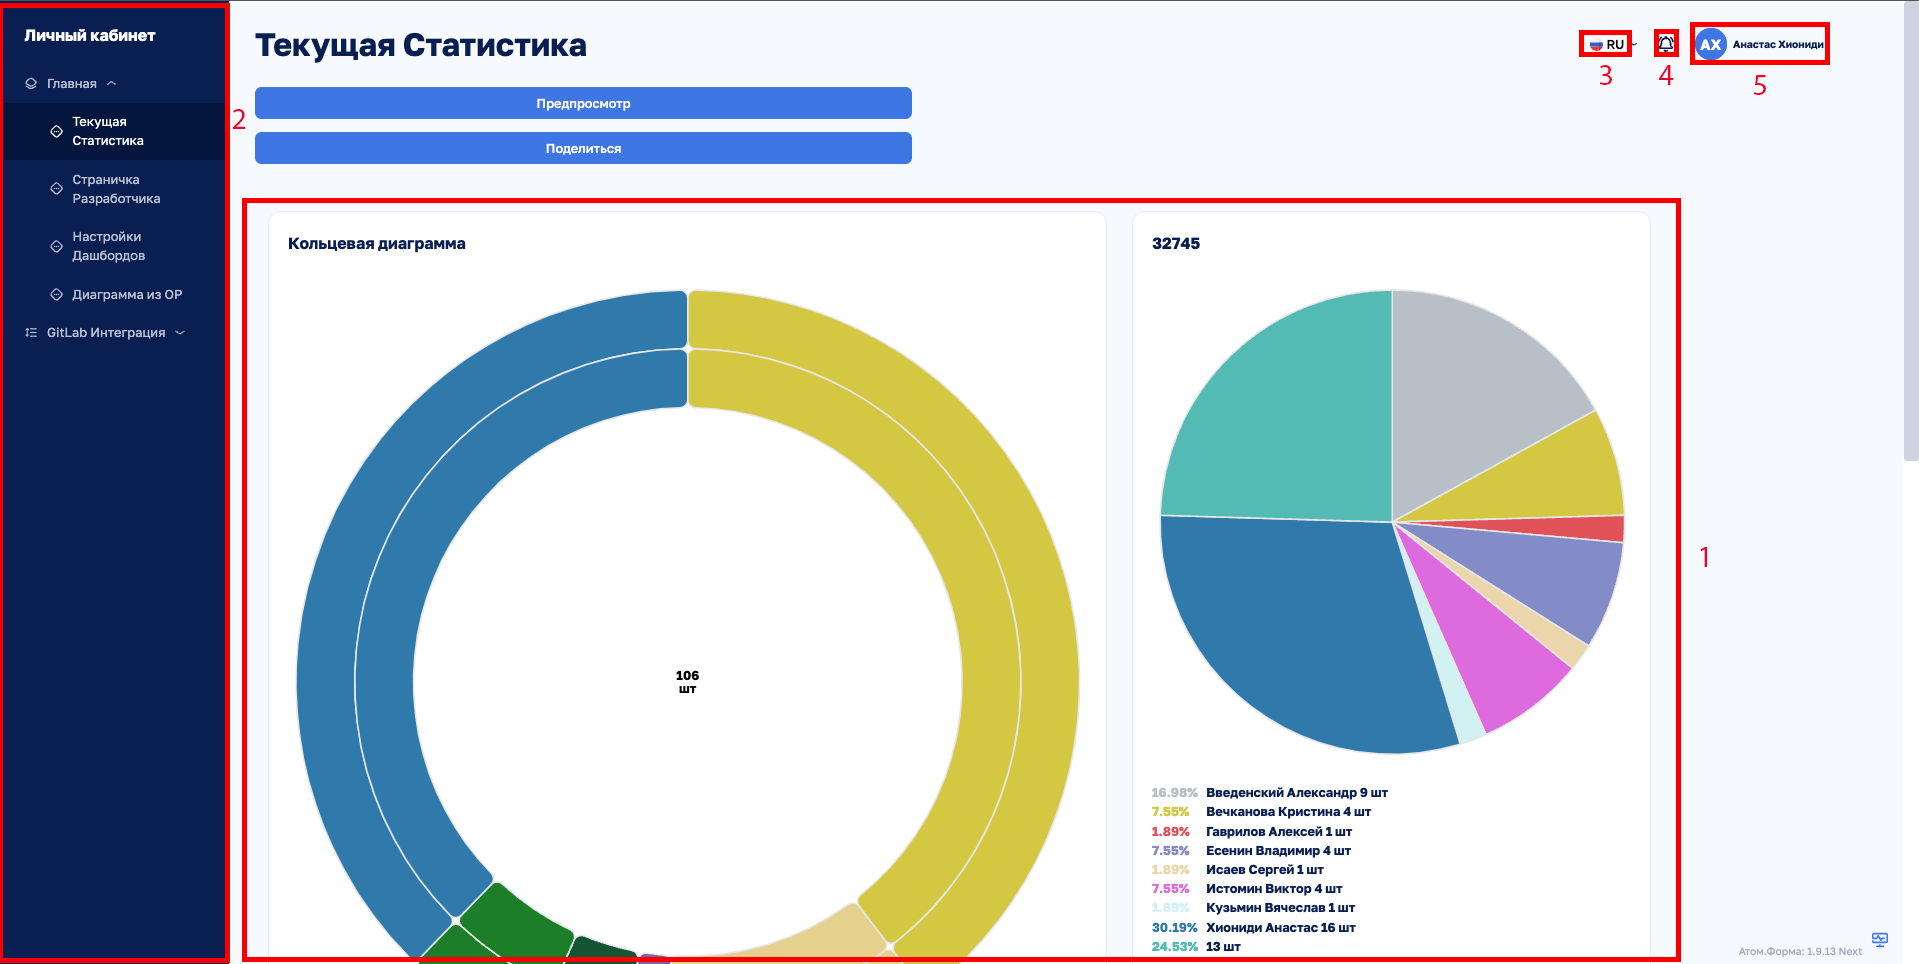 Личный кабинет
Главная
Текущая
Статистика
Страничка
Разработчика
Настройки
Дашбордов
Диаграмма из ОР
GitLab Интеграция
2
Текущая Статистика
RU
AX
Анастас Хиониди
3
4
5
Предпросмотр
Поделиться
Кольцевая диаграмма
106
шт
32745
16.98% Введенский Александр 9 шт
7.55% Вечканова Кристина 4 шт
1.89% Гаврилов Алексей 1 шт
7.55% Есенин Владимир 4 шт
1.89% Исаев Сергей 1 шт
7.55% Истомин Виктор 4 шт
1.89% Кузьмин Вячеслав 1 шт
30.19% Хиониди Анастас 16 шт
24.53% 13 шт
1
Атом.Форма: 1.9.13 Next